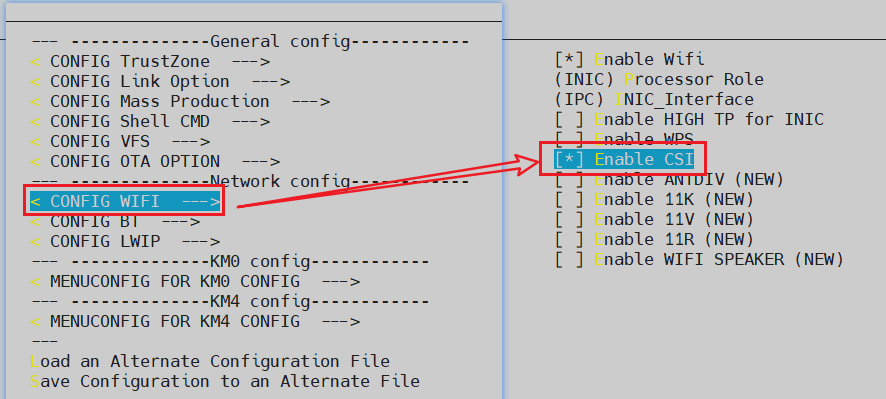 --- --------------General config------------
< CONFIG TrustZone  --->
< CONFIG Link Option  --->
< CONFIG Mass Production  --->
< CONFIG Shell CMD  --->
< CONFIG VFS  --->
< CONFIG OTA OPTION  --->
--- --------------Network config------------
< CONFIG WIFI  --->
< CONFIG BT  --->
< CONFIG LWIP  --->
--- --------------KM0 config------------
< MENUCONFIG FOR KM0 CONFIG  --->
--- --------------KM4 config------------
< MENUCONFIG FOR KM4 CONFIG  --->
---
Load an Alternate Configuration File
Save Configuration to an Alternate File
[*] Enable Wifi
(INIC) Processor Role
(IPC) INIC_Interface
[ ] Enable HIGH TP for INIC
[ ] Enable WPS
[*] Enable CSI
[ ] Enable ANTDIV (NEW)
[ ] Enable 11K (NEW)
[ ] Enable 11V (NEW)
[ ] Enable 11R (NEW)
[ ] Enable WIFI SPEAKER (NEW)